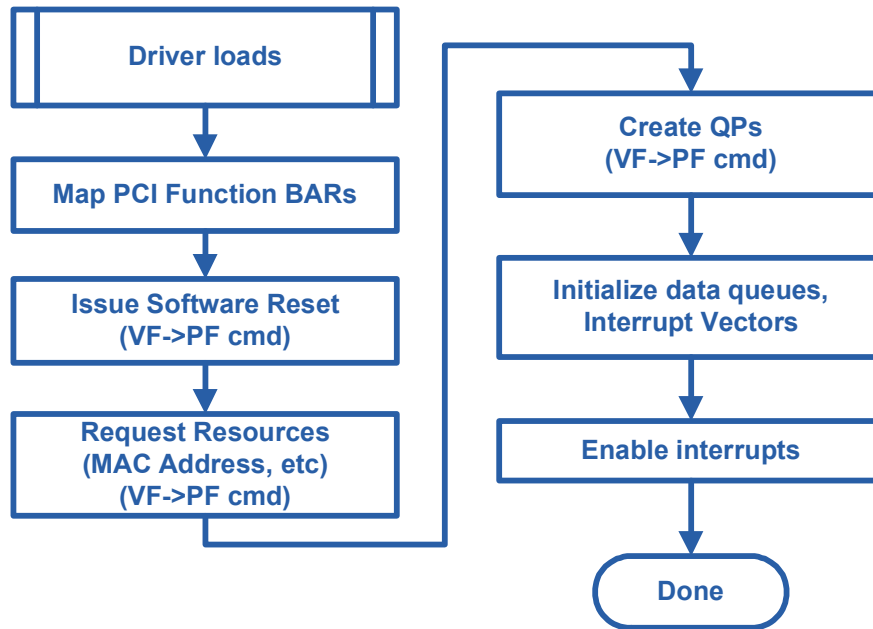 Driver loads
Map PCI Function BARs
Issue Software Reset
(VF->PF cmd)
Request Resources
(MAC Address, etc)
(VF->PF cmd)
Create QPs
(VF->PF cmd)
Initialize data queues,
Interrupt Vectors
Enable interrupts
Done